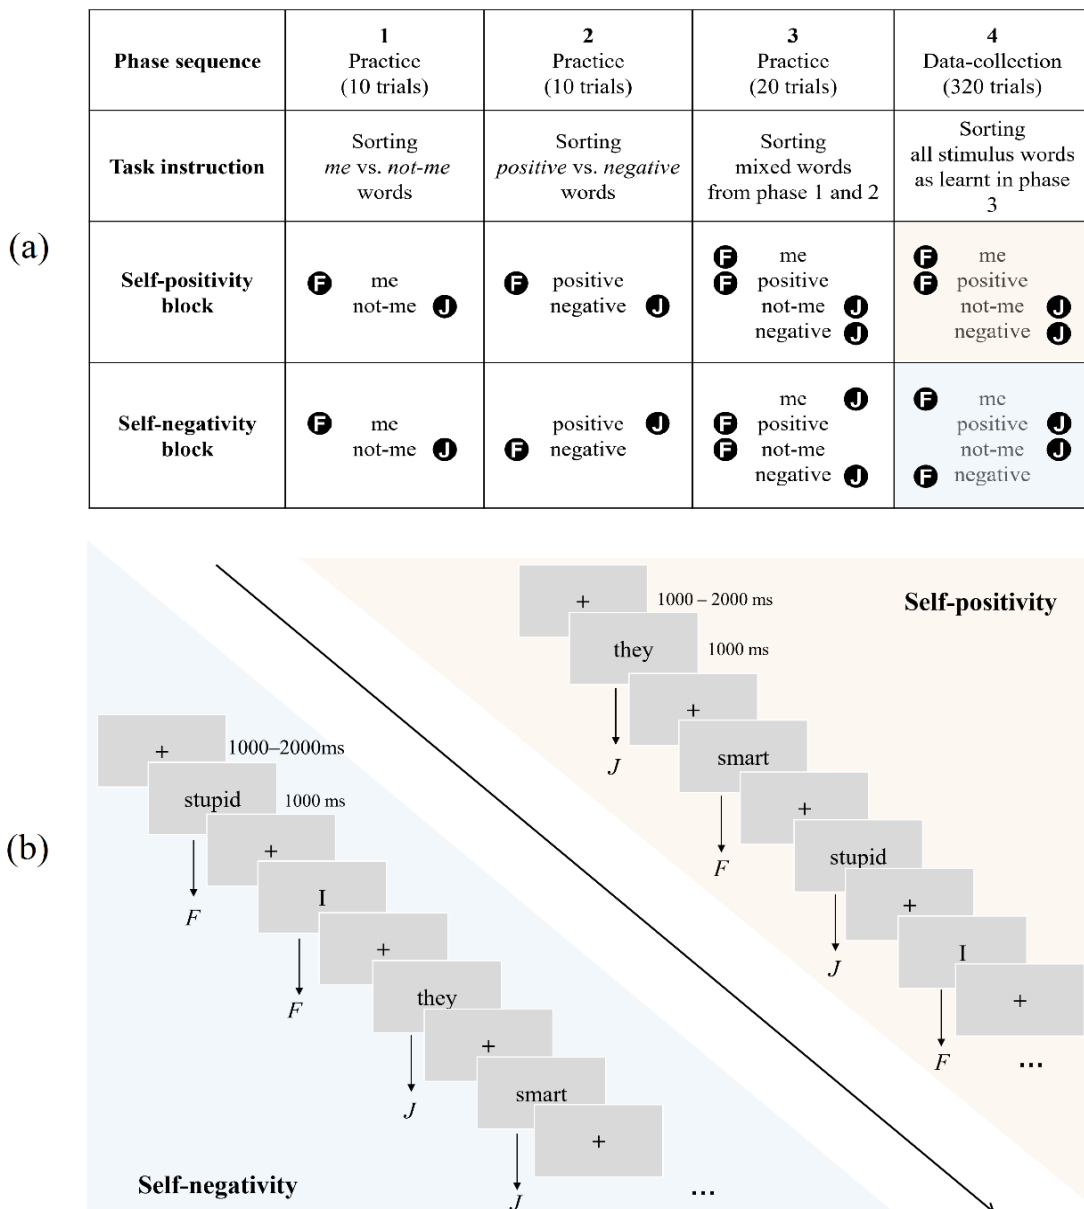 (a)
Phase sequence
1
Practice
(10 trials)
2
Practice
(10 trials)
3
Practice
(20 trials)
4
Data-collection
(320 trials)
Task instruction
Sorting
me vs. not-me
words
Sorting
positive vs. negative
words
Sorting
mixed words
from phase 1 and 2
Sorting
all stimulus words
as learnt in phase
3
Self-positivity
block
F me
not-me J
F positive
negative J
F me
F positive
not-me J
negative J
F me
F positive
not-me J
negative J
Self-negativity
block
F me
not-me J
positive J
F negative
me J
F positive
F not-me
negative J
F me
positive J
not-me J
F negative
(b)
Self-positivity
+
1000 – 2000 ms
they
1000 ms
+
J
smart
+
F
stupid
+
J
I
+
F
...
+
1000–2000ms
stupid
1000 ms
+
F
I
+
F
they
+
J
smart
+
J
...
Self-negativity